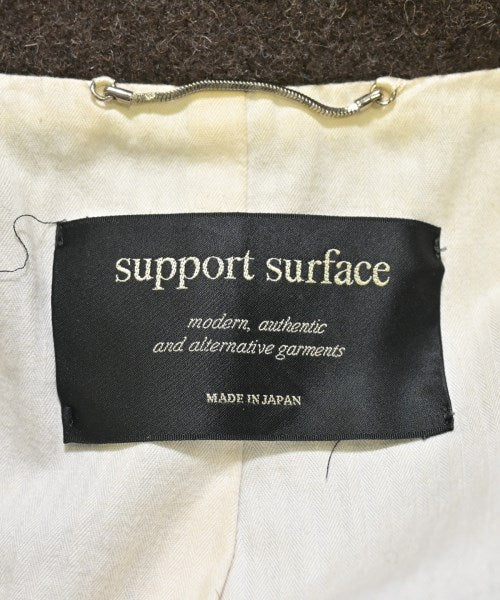 support surface
modern, authentic
and alternative garments
MADE IN JAPAN